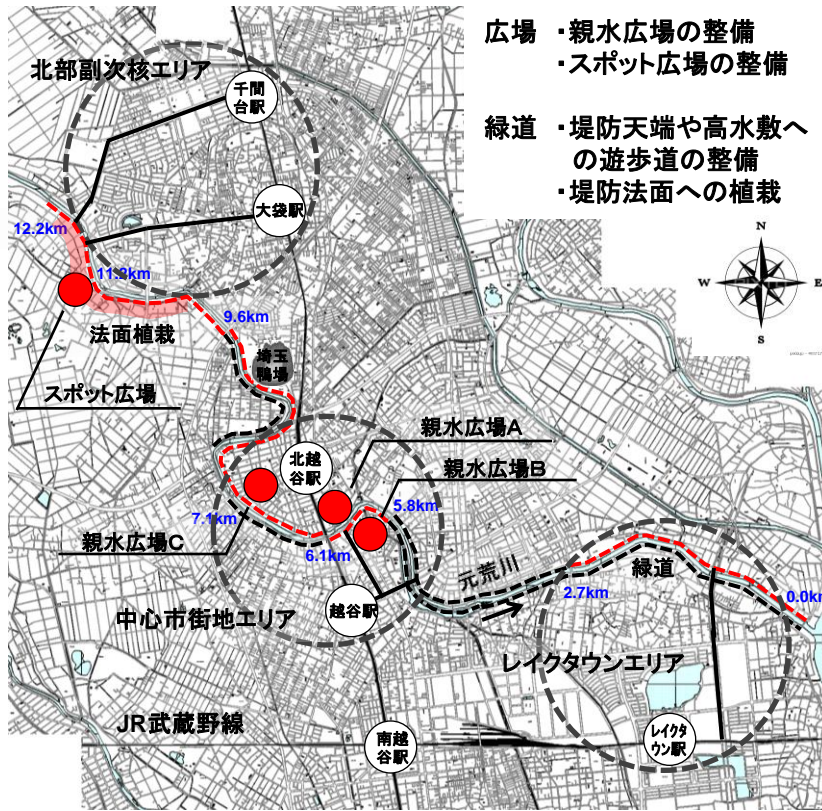 広場 ・親水広場の整備
・スポット広場の整備
緑道 ・堤防天端や高水敷へ
の遊歩道の整備
・堤防法面への植栽
N
W
E
S
北部副次核エリア
千間
台駅
大袋駅
12.2km
11.2km
9.6km
法面植栽
埼玉
鴨場
スポット広場
親水広場A
北越
谷駅
親水広場B
7.1km
5.8km
親水広場C
6.1km
元荒川
緑道
2.7km
0.0km
越谷駅
中心市街地エリア
レイクタウンエリア
JR武蔵野線
南越
谷駅
レイクタ
ウン駅